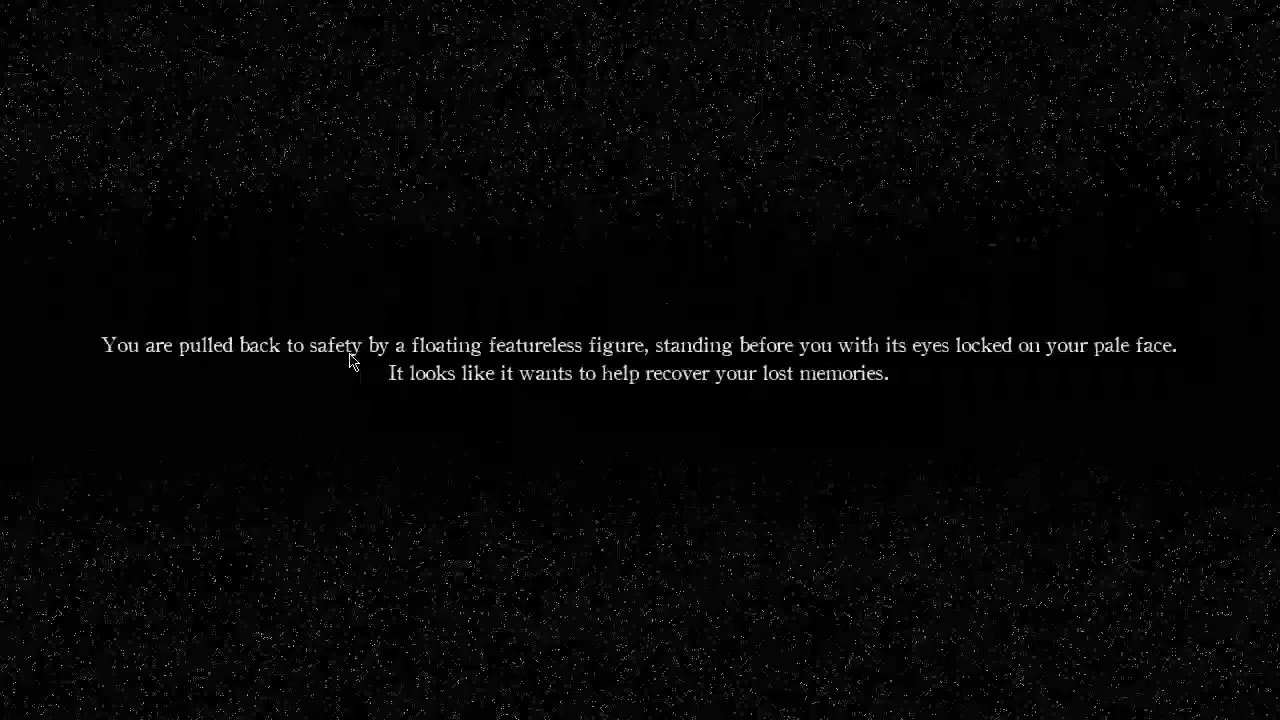 You are pulled back to safety by a floating featureless figure, standing before you with its eyes locked on your pale face.
It looks like it wants to help recover your lost memories.